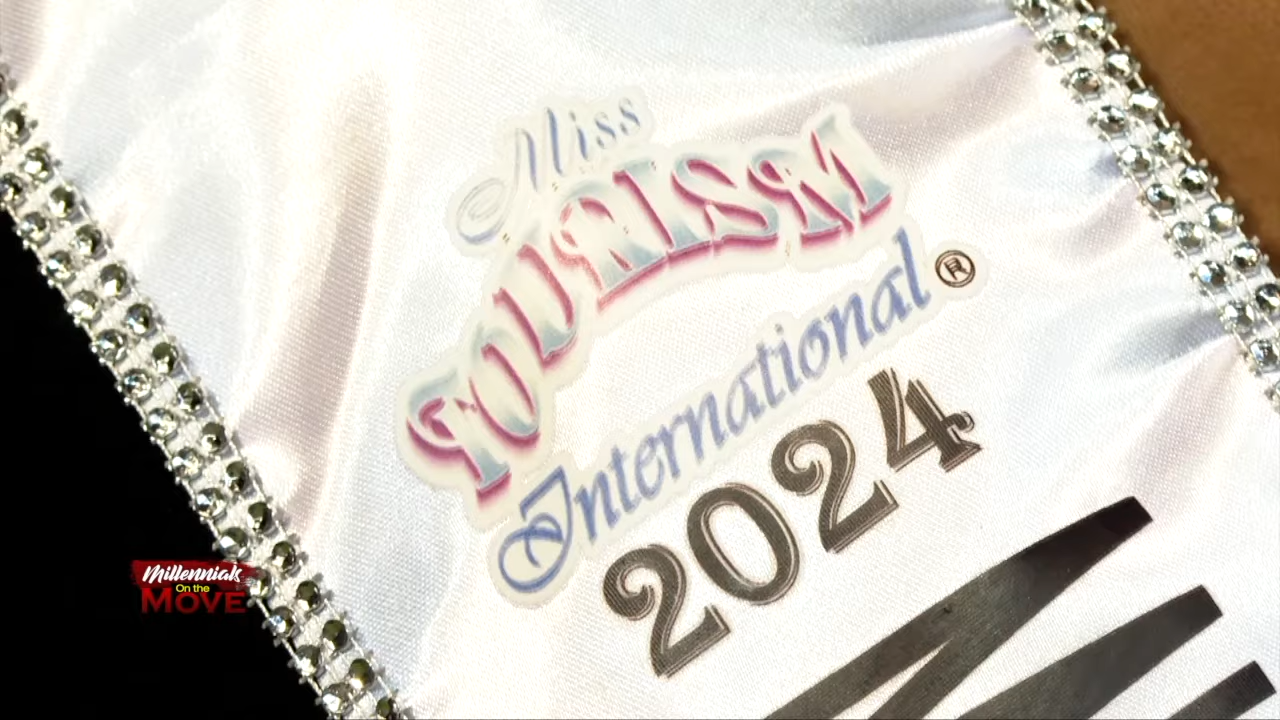 Miss
TOURISM
International®
2024
Millennials
On the
MOVE